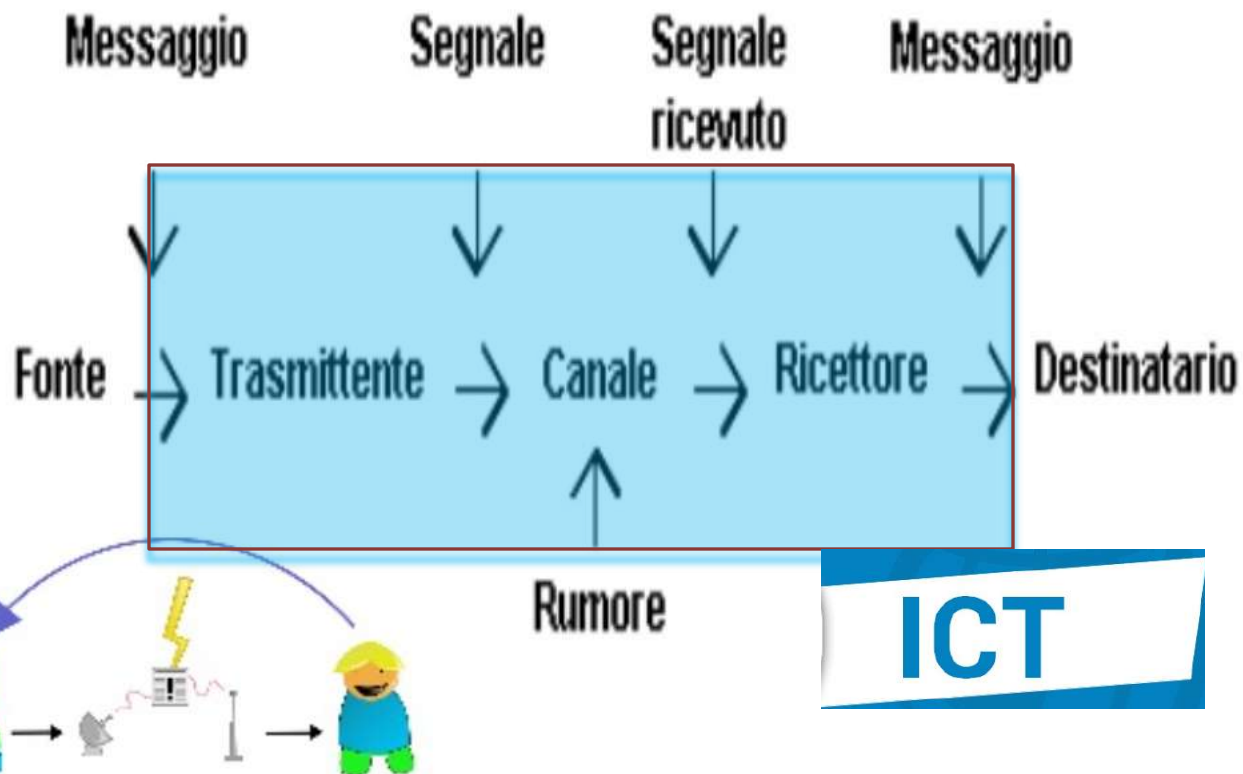 Messaggio Segnale Segnale Messaggio
ricevuto
Fonte Trasmittente Canale Ricettore Destinatario
Rumore
ICT
!